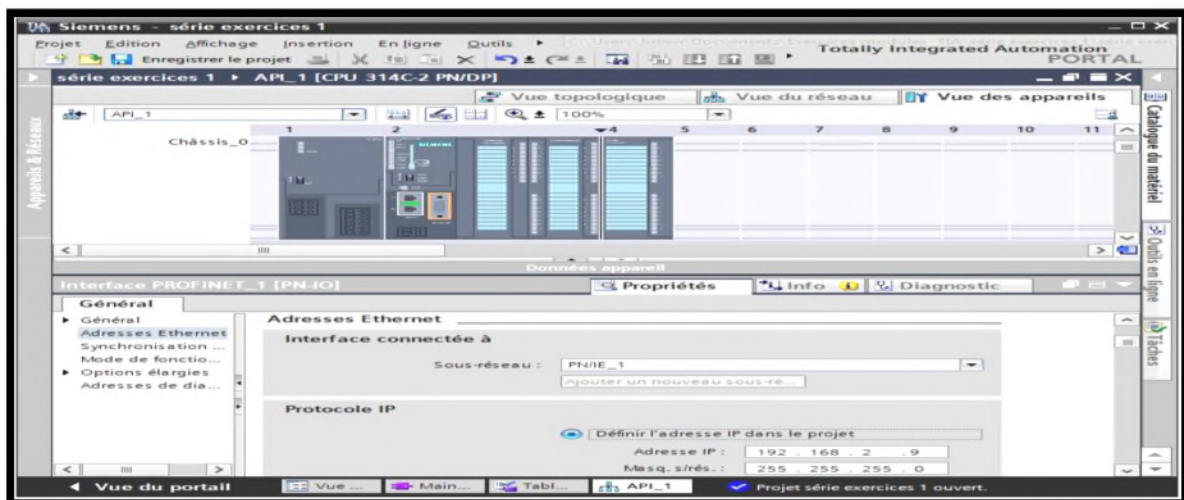 Siemens - série exercices 1
Projet Edition Affichage Insertion En ligne Outils
Totally Integrated Automation
PORTAL
Enregistrer le projet
série exercices 1 ▸ API_1 [CPU 314C-2 PN/DP]
Vue topologique Vue du réseau Vue des appareils
API_1 100%
1 2 4 5 6 7 8 9 10 11
Châssis_0
SIEMENS
Appareils & Réseaux
Catalogue du matériel
Outils en ligne
Tâches
Données appareil
Interface PROFINET_1 [PN-IO]
Propriétés Info Diagnostic
Général
Général
Adresses Ethernet
Synchronisation ...
Mode de fonctio...
Options élargies
Adresses de dia...
Adresses Ethernet
Interface connectée à
Sous-réseau : PN/IE_1
Ajouter un nouveau sous-ré...
Protocole IP
Définir l'adresse IP dans le projet
Adresse IP : 192 . 168 . 2 . 9
Masq. s/rés. : 255 . 255 . 255 . 0
Vue du portail Vue ... Main... Tabl... API_1 Projet série exercices 1 ouvert.